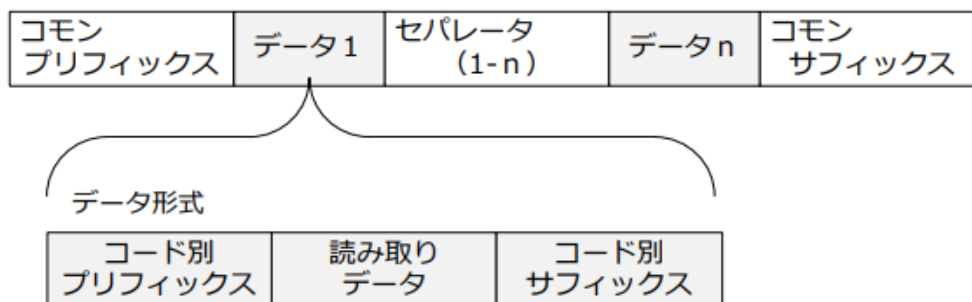 コモン
プリフィックス
データ1
セパレータ
(1-n)
データn
コモン
サフィックス
データ形式
コード別
プリフィックス
読み取り
データ
コード別
サフィックス